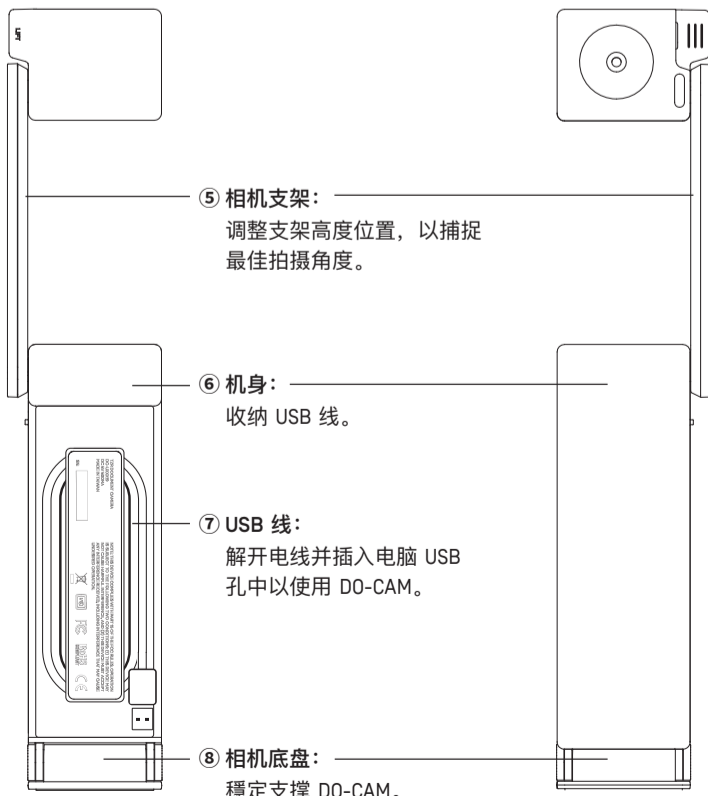 ⑤ 相机支架：
调整支架高度位置，以捕捉
最佳拍摄角度。
⑥ 机身：
收纳 USB 线。
⑦ USB 线：
解开电线并插入电脑 USB
孔中以使用 DO-CAM。
⑧ 相机底盘：
穩定支撑 DO-CAM。